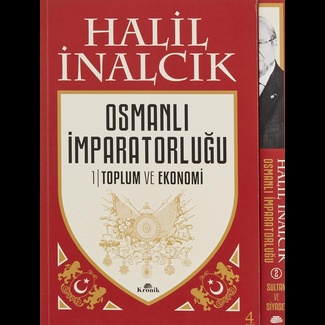 HALİL
İNALCIK
OSMANLI
İMPARATORLUĞU
1 | TOPLUM VE EKONOMİ
Kronik
4.
HALİL İNALCIK
OSMANLI İMPARATORLUĞU
2
SULTAN VE
SİYASET